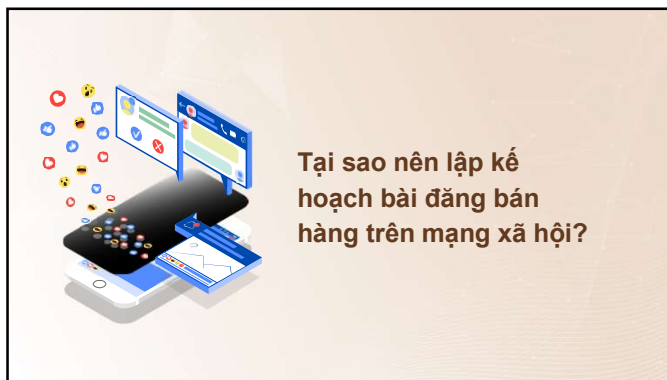 Tại sao nên lập kế
hoạch bài đăng bán
hàng trên mạng xã hội?